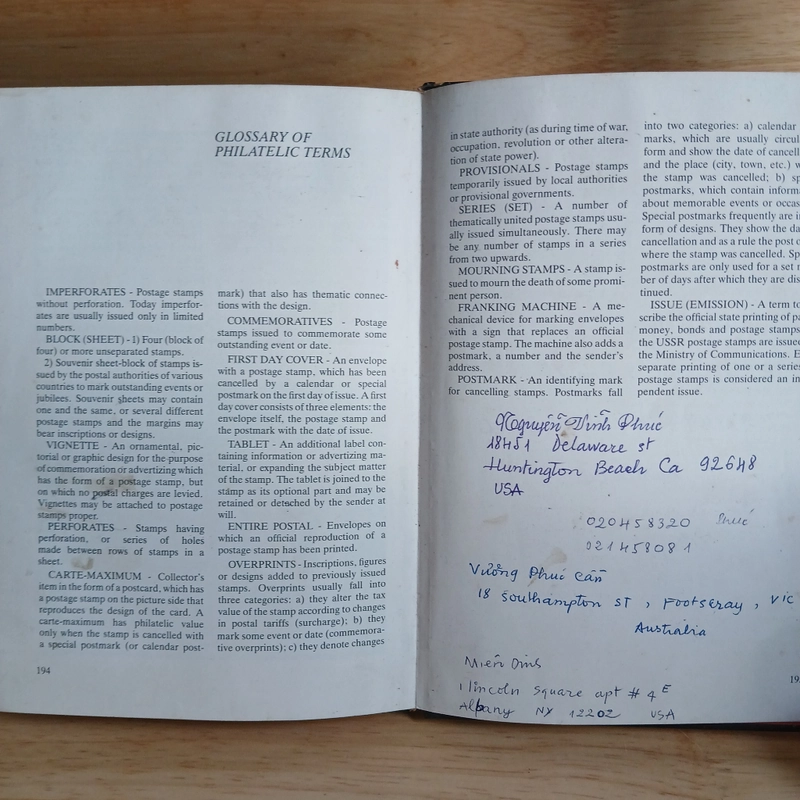 GLOSSARY OF
PHILATELIC TERMS
IMPERFORATES - Postage stamps
without perforation. Today imperfor-
ates are usually issued only in limited
numbers.
BLOCK (SHEET) - 1) Four (block of
four) or more unseparated stamps.
2) Souvenir sheet-block of stamps is-
sued by the postal authorities of various
countries to mark outstanding events or
jubilees. Souvenir sheets may contain
one and the same, or several different
postage stamps and the margins may
bear inscriptions or designs.
VIGNETTE - An ornamental, pic-
torial or graphic design for the purpose
of commemoration or advertizing which
has the form of a postage stamp, but
on which no postal charges are levied.
Vignettes may be attached to postage
stamps proper.
PERFORATES - Stamps having
perforation, or series of holes
made between rows of stamps in a
sheet.
CARTE-MAXIMUM - Collector's
item in the form of a postcard, which has
a postage stamp on the picture side that
reproduces the design of the card. A
carte-maximum has philatelic value
only when the stamp is cancelled with
a special postmark (or calendar post-
194
mark) that also has thematic connec-
tions with the design.
COMMEMORATIVES - Postage
stamps issued to commemorate some
outstanding event or date.
FIRST DAY COVER - An envelope
with a postage stamp, which has been
cancelled by a calendar or special
postmark on the first day of issue. A first
day cover consists of three elements: the
envelope itself, the postage stamp and
the postmark with the date of issue.
TABLET - An additional label con-
taining information or advertizing ma-
terial, or expanding the subject matter
of the stamp. The tablet is joined to the
stamp as its optional part and may be
retained or detached by the sender at
will.
ENTIRE POSTAL - Envelopes on
which an official reproduction of a
postage stamp has been printed.
OVERPRINTS - Inscriptions, figures
or designs added to previously issued
stamps. Overprints usually fall into
three categories: a) they alter the tax
value of the stamp according to changes
in postal tariffs (surcharge); b) they
mark some event or date (commemora-
tive overprints); c) they denote changes
in state authority (as during time of war,
occupation, revolution or other altera-
tion of state power).
PROVISIONALS - Postage stamps
temporarily issued by local authorities
or provisional governments.
SERIES (SET) - A number of
thematically united postage stamps usu-
ally issued simultaneously. There may
be any number of stamps in a series
from two upwards.
MOURNING STAMPS - A stamp is-
sued to mourn the death of some promi-
nent person.
FRANKING MACHINE - A me-
chanical device for marking envelopes
with a sign that replaces an official
postage stamp. The machine also adds a
postmark, a number and the sender's
address.
POSTMARK - An identifying mark
for cancelling stamps. Postmarks fall
into two categories: a) calendar
marks, which are usually circul
form and show the date of cancell
and the place (city, town, etc.) w
the stamp was cancelled; b) sp
postmarks, which contain informa
about memorable events or occas
Special postmarks frequently are i
form of designs. They show the da
cancellation and as a rule the post o
where the stamp was cancelled. Sp
postmarks are only used for a set n
ber of days after which they are dis
tinued.
ISSUE (EMISSION) - A term to
scribe the official state printing of pa
money, bonds and postage stamps
the USSR postage stamps are issued
the Ministry of Communications. E
separate printing of one or a series
postage stamps is considered an in
pendent issue.
Nguyễn Vĩnh Phúc
18451 Delaware st
Huntington Beach Ca 92648
USA
020458320 Phúc
021458081
Vương Phúc Cần
18 Southampton ST, Footscray, Vic
Australia
Miên Dinh
1 lincoln square apt # 4E
Albany NY 12202 USA
19